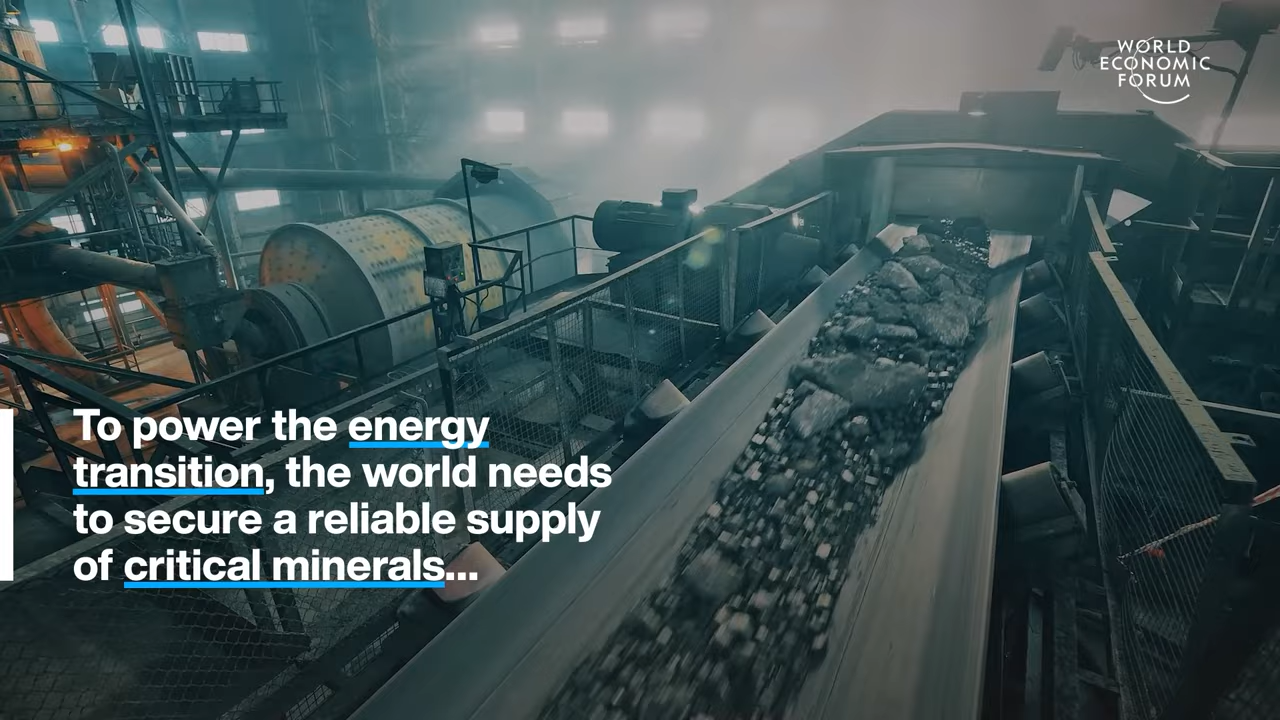 WORLD
ECONOMIC
FORUM
To power the energy
transition, the world needs
to secure a reliable supply
of critical minerals...